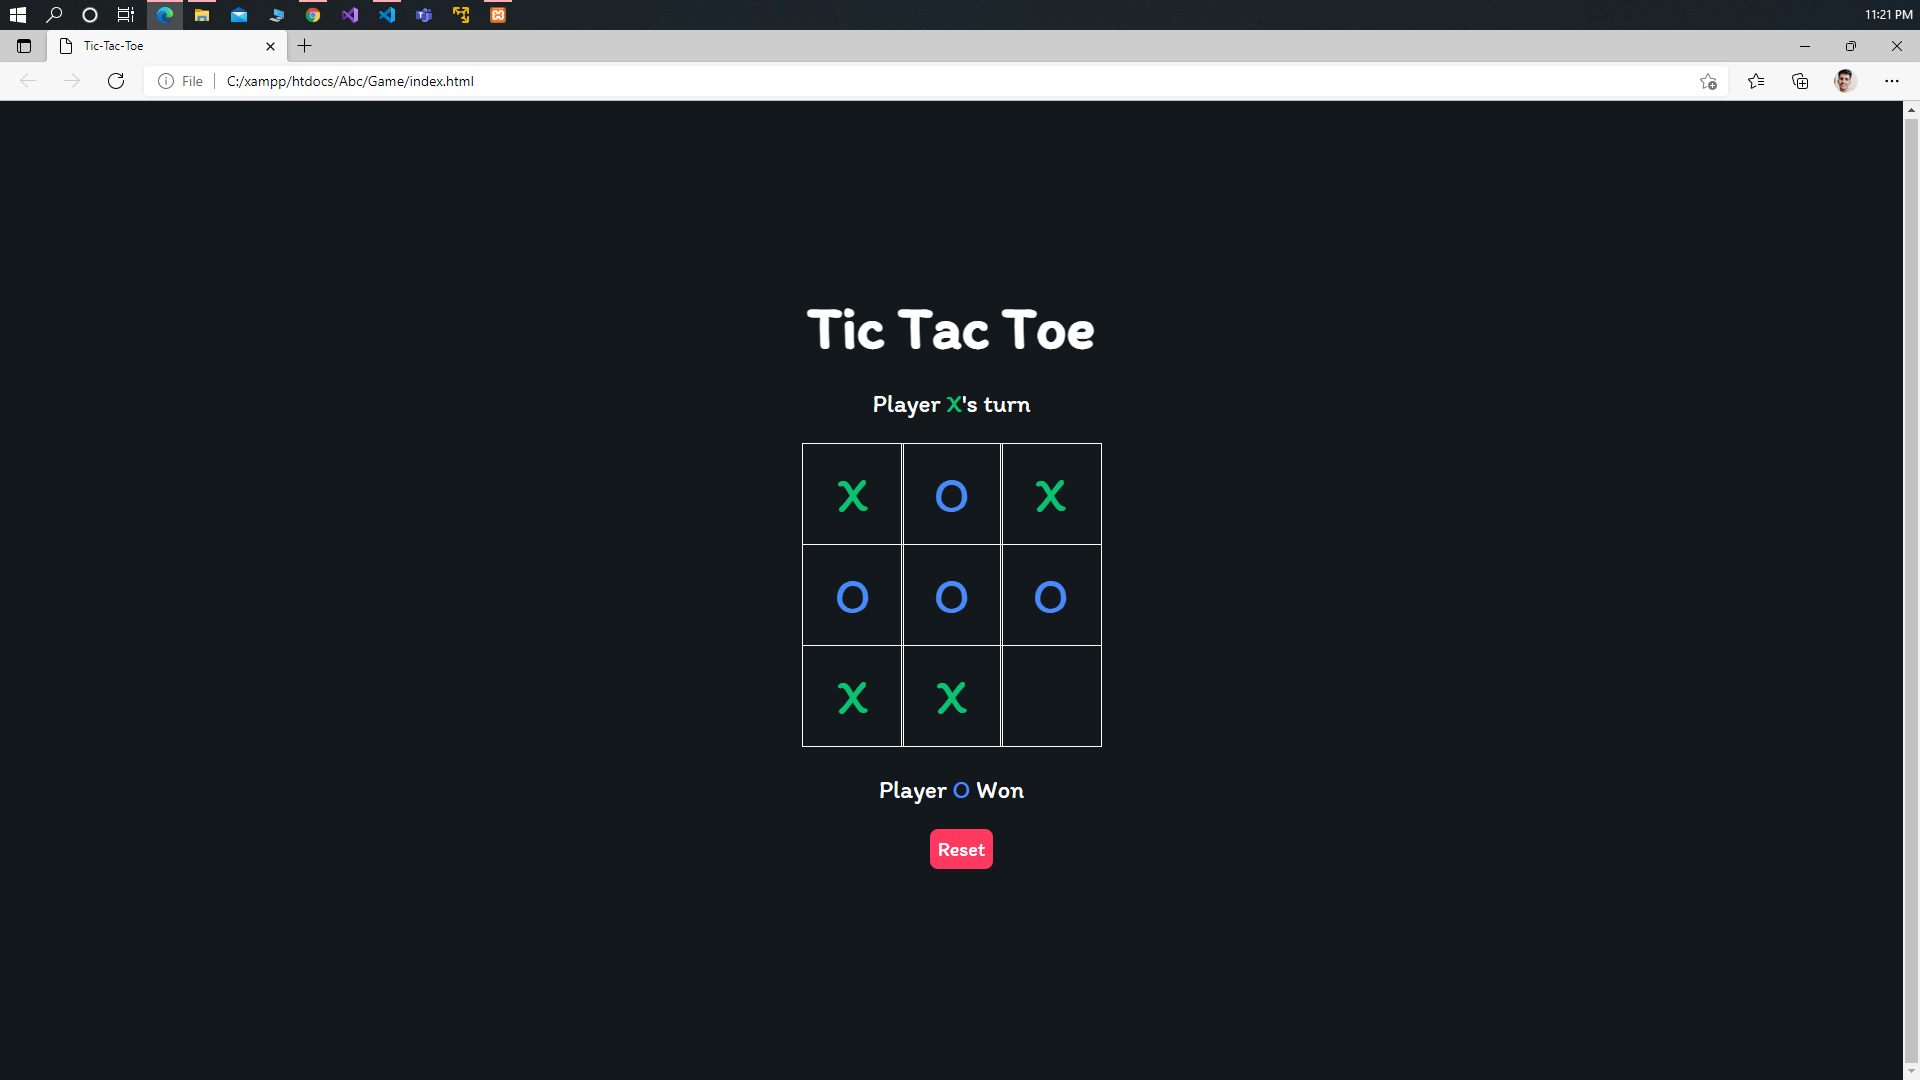 11:21 PM
Tic-Tac-Toe
File C:/xampp/htdocs/Abc/Game/index.html
Tic Tac Toe
Player X's turn
X O X
O O O
X X
Player O Won
Reset